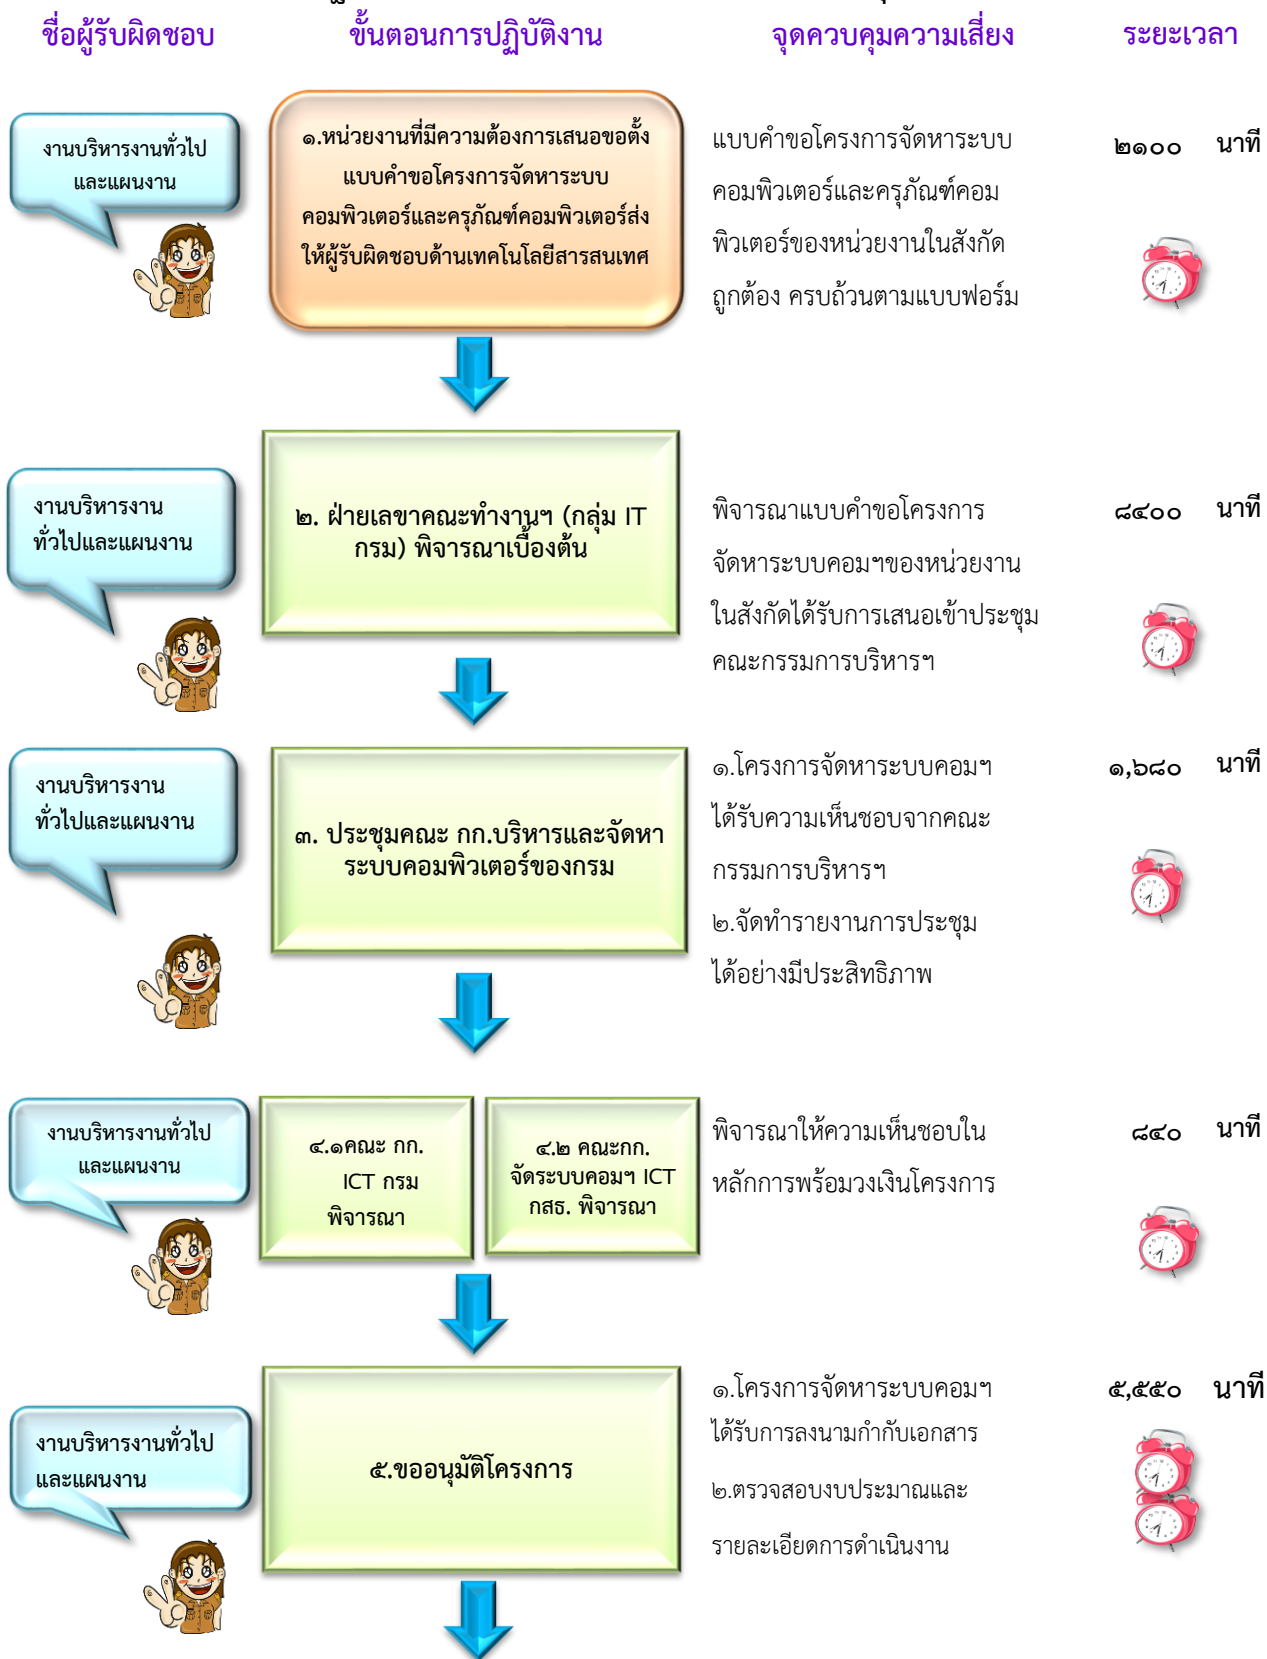 ชื่อผู้รับผิดชอบ
ขั้นตอนการปฏิบัติงาน
จุดควบคุมความเสี่ยง
ระยะเวลา
งานบริหารงานทั่วไป
และแผนงาน
๑.หน่วยงานที่มีความต้องการเสนอขอตั้ง
แบบคำขอโครงการจัดหาระบบ
คอมพิวเตอร์และครุภัณฑ์คอมพิวเตอร์ส่ง
ให้ผู้รับผิดชอบด้านเทคโนโลยีสารสนเทศ
แบบคำขอโครงการจัดหาระบบ
คอมพิวเตอร์และครุภัณฑ์คอม
พิวเตอร์ของหน่วยงานในสังกัด
ถูกต้อง ครบถ้วนตามแบบฟอร์ม
๒๑๐๐ นาที
งานบริหารงาน
ทั่วไปและแผนงาน
๒. ฝ่ายเลขาคณะทำงานฯ (กลุ่ม IT
กรม) พิจารณาเบื้องต้น
พิจารณาแบบคำขอโครงการ
จัดหาระบบคอมฯของหน่วยงาน
ในสังกัดได้รับการเสนอเข้าประชุม
คณะกรรมการบริหารฯ
๘๔๐๐ นาที
งานบริหารงาน
ทั่วไปและแผนงาน
๓. ประชุมคณะ กก.บริหารและจัดหา
ระบบคอมพิวเตอร์ของกรม
๑.โครงการจัดหาระบบคอมฯ
ได้รับความเห็นชอบจากคณะ
กรรมการบริหารฯ
๒.จัดทำรายงานการประชุม
ได้อย่างมีประสิทธิภาพ
๑,๖๘๐ นาที
งานบริหารงานทั่วไป
และแผนงาน
๔.๑คณะ กก.
ICT กรม
พิจารณา
๔.๒ คณะกก.
จัดระบบคอมฯ ICT
กสธ. พิจารณา
พิจารณาให้ความเห็นชอบใน
หลักการพร้อมวงเงินโครงการ
๘๔๐ นาที
งานบริหารงานทั่วไป
และแผนงาน
๕.ขออนุมัติโครงการ
๑.โครงการจัดหาระบบคอมฯ
ได้รับการลงนามกำกับเอกสาร
๒.ตรวจสอบงบประมาณและ
รายละเอียดการดำเนินงาน
๕,๕๕๐ นาที